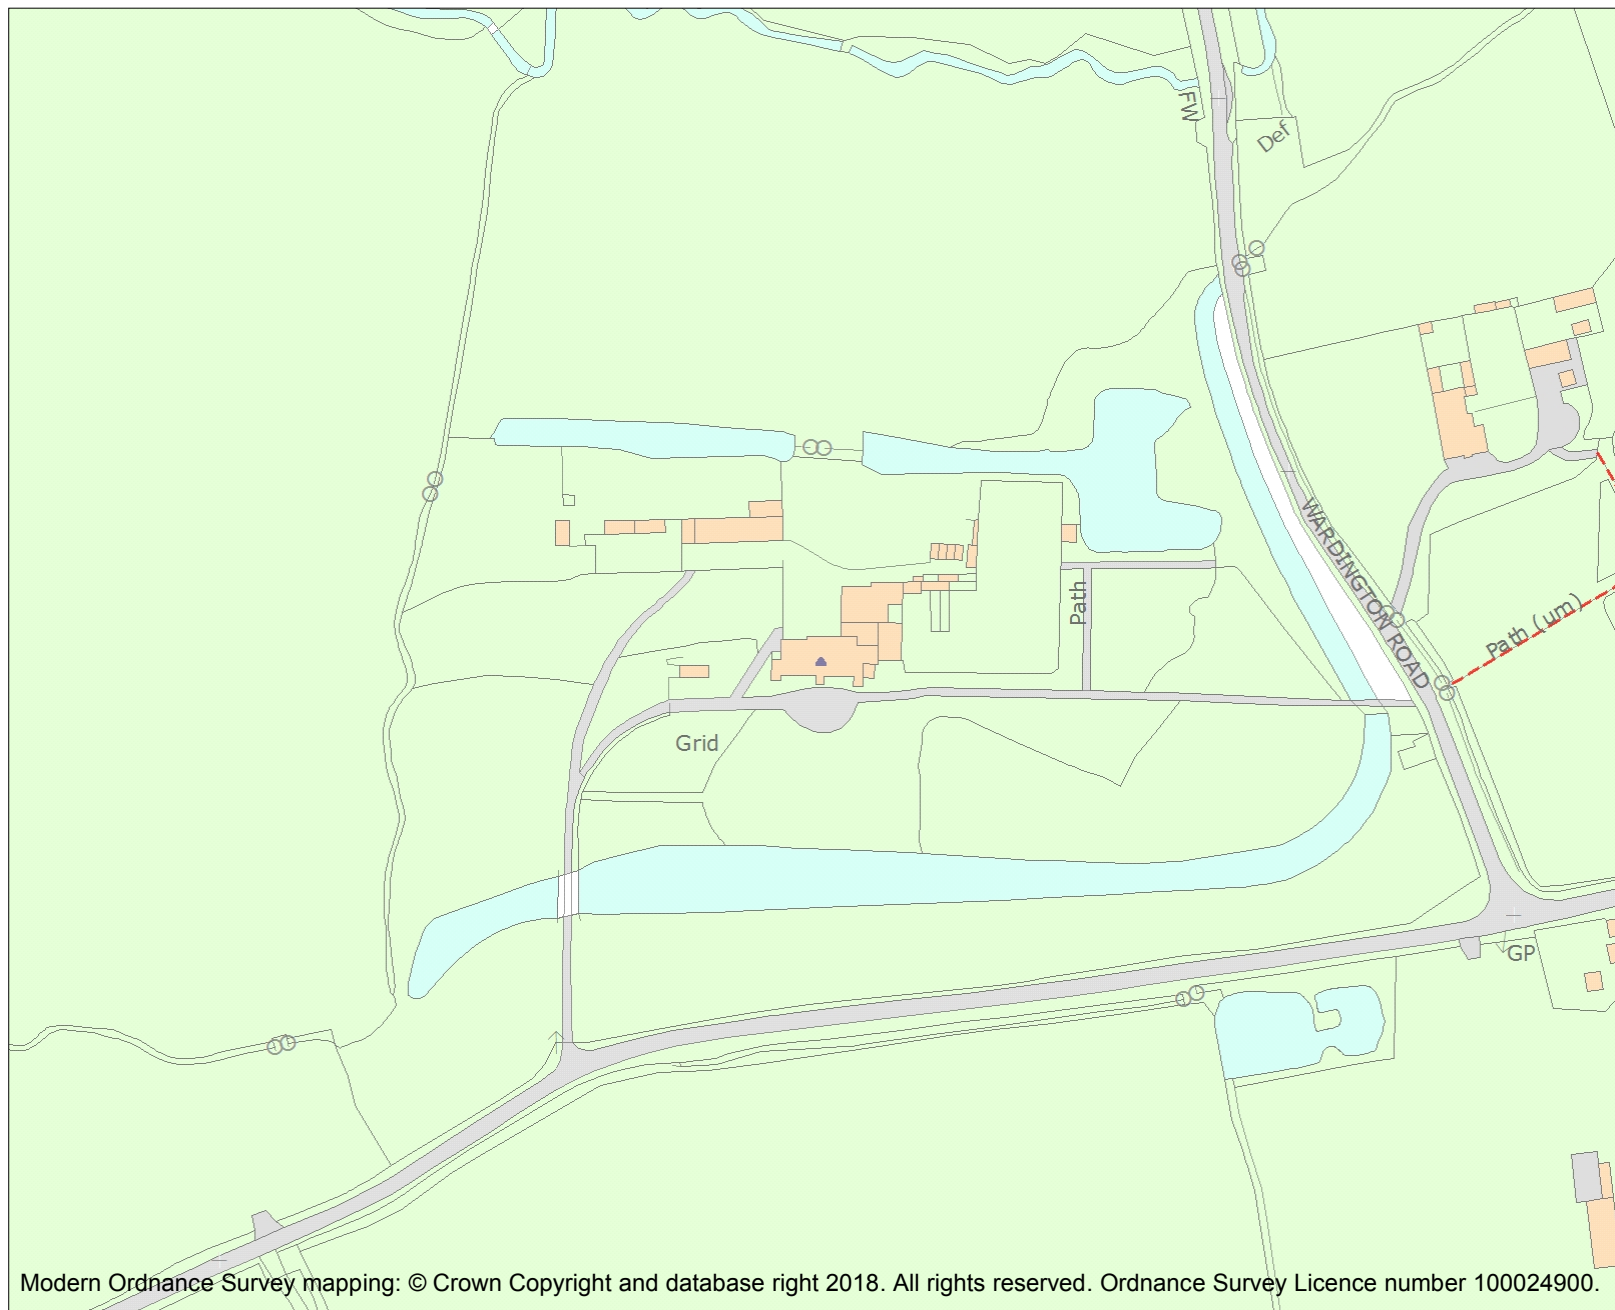 FW
Def
WARDINGTON ROAD
Path
Path (um)
Grid
GP
Modern Ordnance Survey mapping: © Crown Copyright and database right 2018. All rights reserved. Ordnance Survey Licence number 100024900.